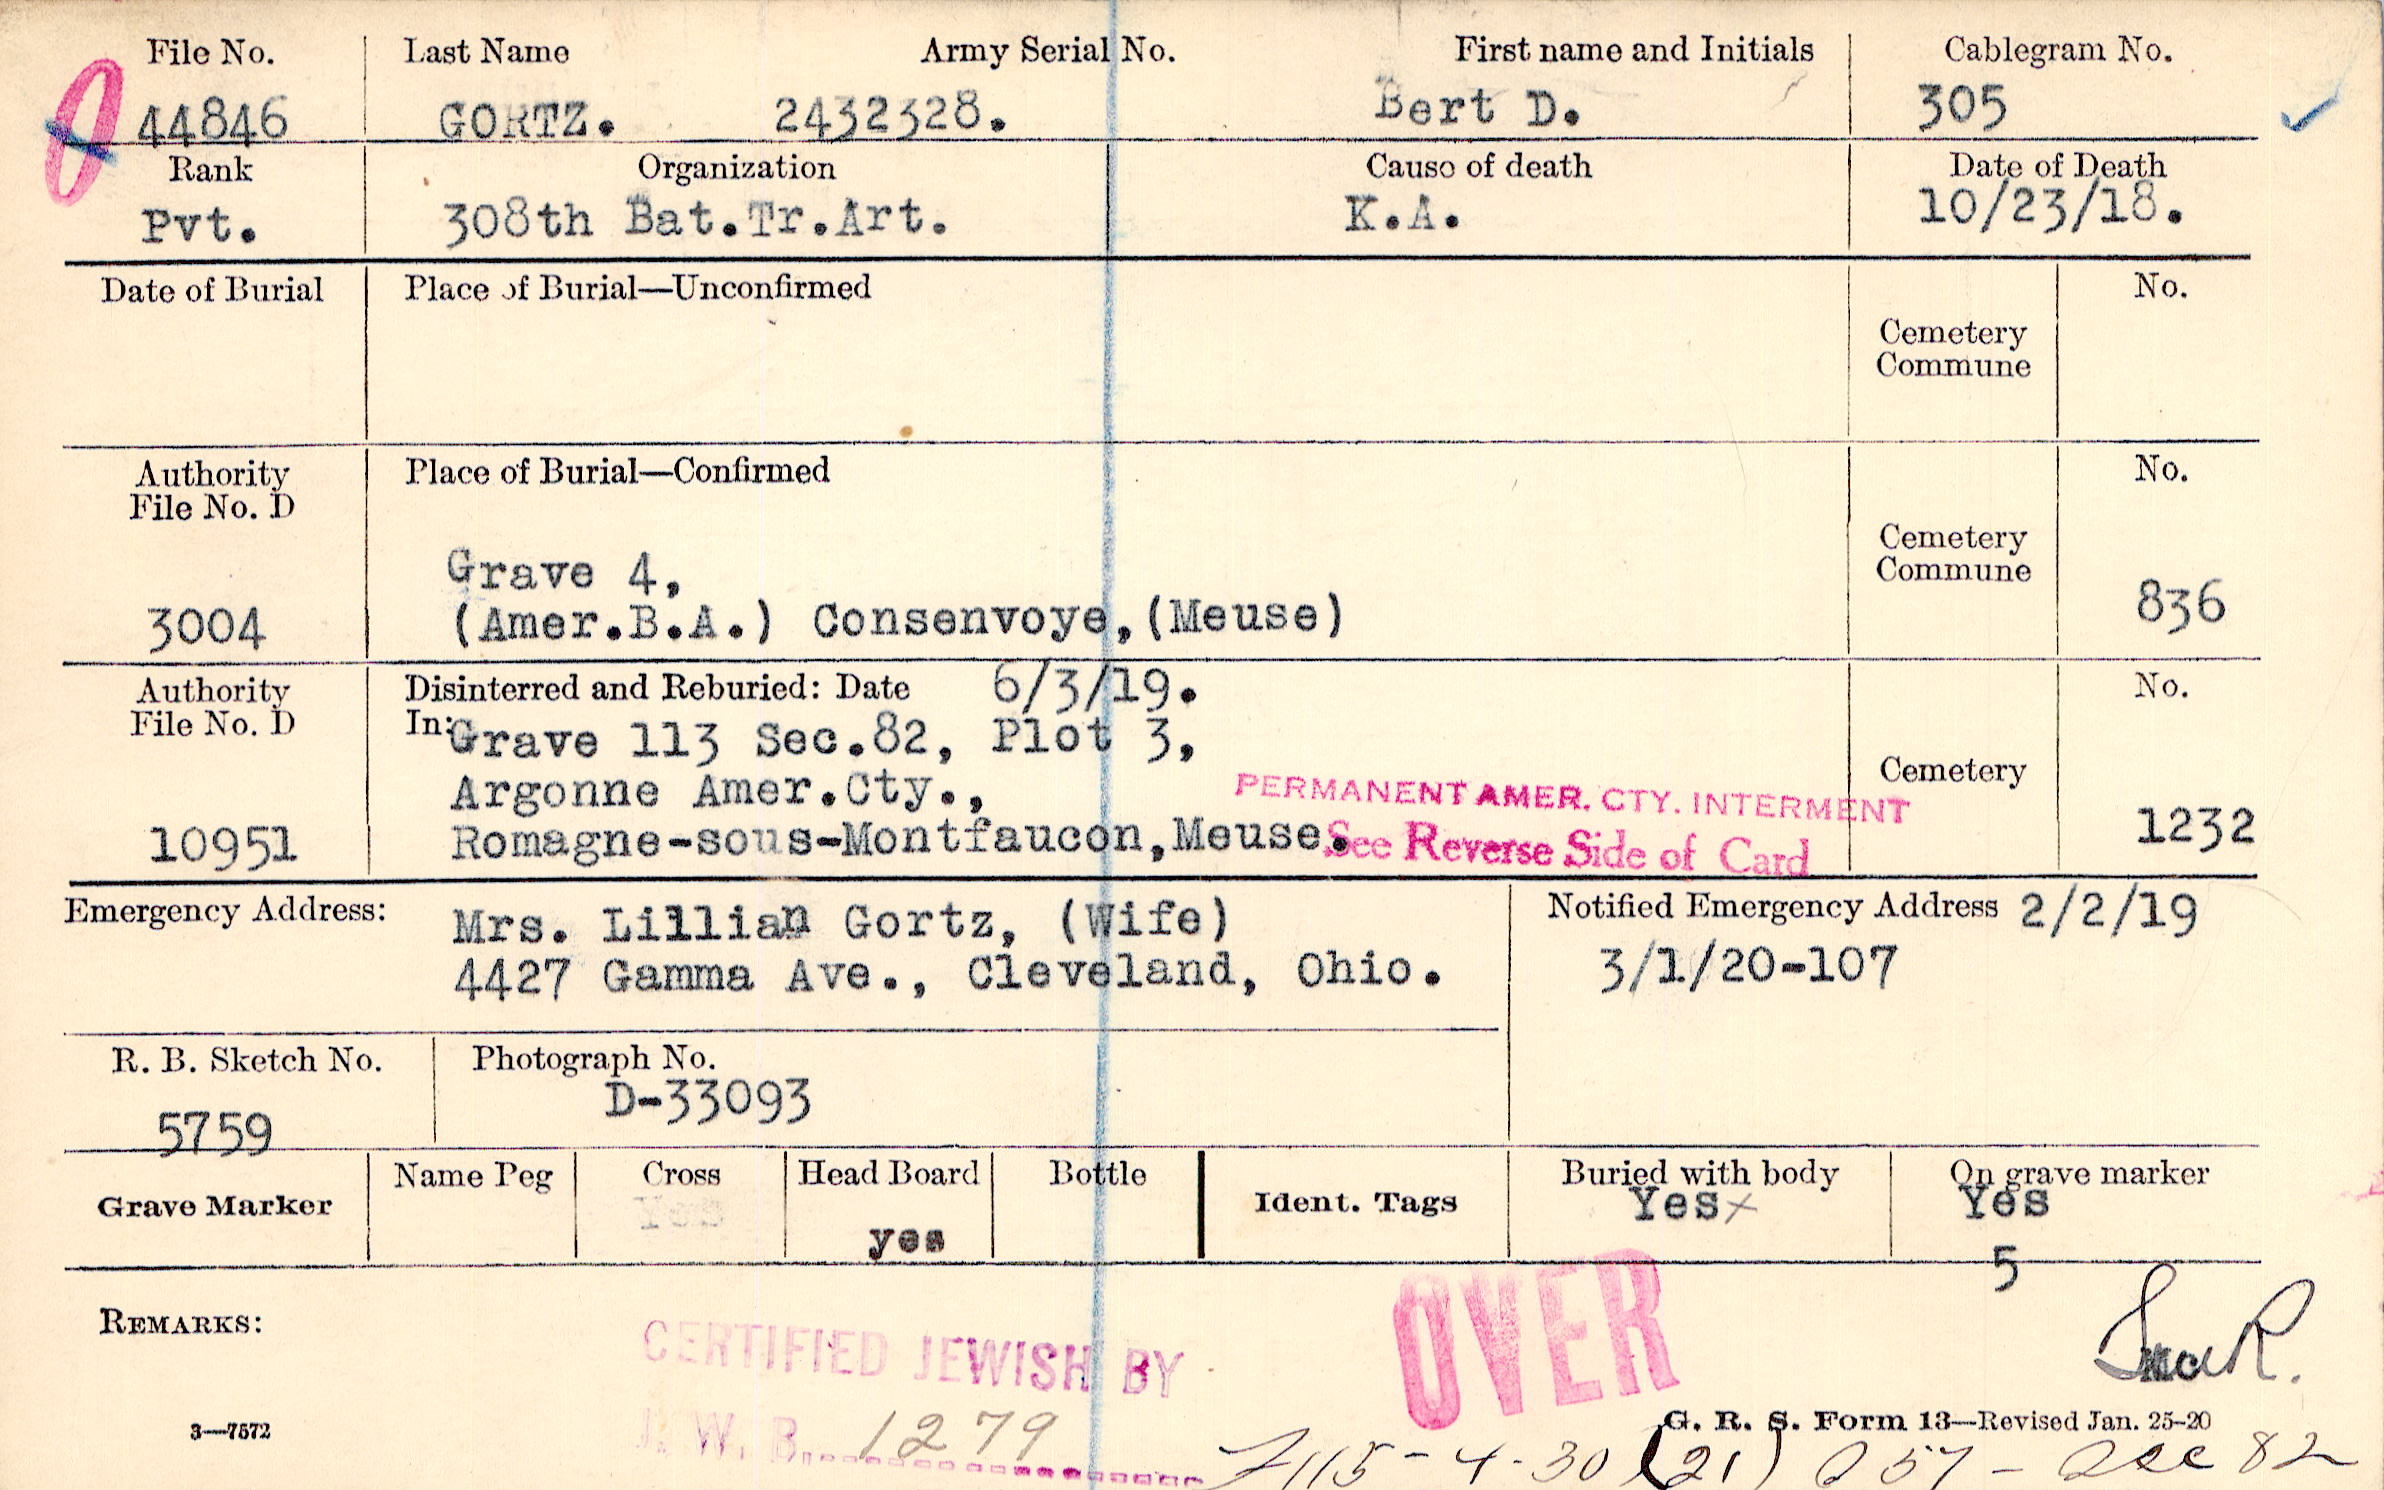 File No. Last Name Army Serial No. First name and Initials Cablegram No.
44846 GORTZ. 2432328. Bert D. 305
Rank Organization Cause of death Date of Death
Pvt. 308th Bat.Tr.Art. K.A. 10/23/18.
Date of Burial Place of Burial—Unconfirmed No.
Cemetery
Commune
Authority Place of Burial—Confirmed No.
File No. D
Cemetery
Commune
Grave 4,
3004 (Amer.B.A.) Consenvoye,(Meuse) 836
Authority Disinterred and Reburied: Date 6/3/19. No.
File No. D In: Grave 113 Sec.82, Plot 3,
Cemetery
Argonne Amer.Cty., PERMANENT AMER. CTY. INTERMENT
10951 Romagne-sous-Montfaucon,Meuse. See Reverse Side of Card 1232
Emergency Address: Mrs. Lillian Gortz, (Wife) Notified Emergency Address 2/2/19
4427 Gamma Ave., Cleveland, Ohio. 3/1/20-107
R. B. Sketch No. Photograph No.
5759 D-33093
Name Peg Cross Head Board Bottle Buried with body On grave marker
Grave Marker Yes yes Ident. Tags Yes x Yes
5
REMARKS:
CERTIFIED JEWISH BY OVER
J. W. B. 1279
3—7572 G. R. S. Form 13—Revised Jan. 25-20
115-4-30 (21) 82